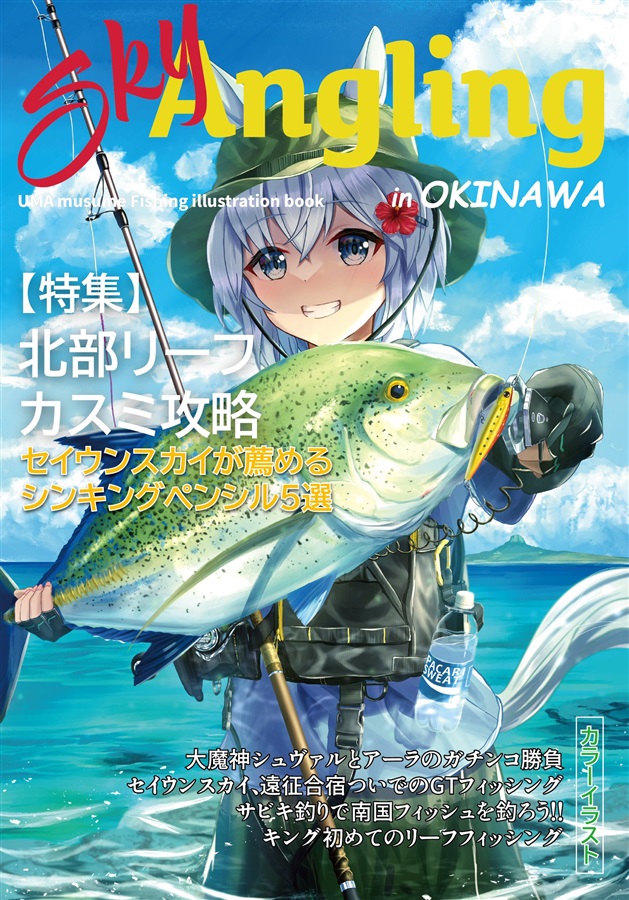 Sky Angling
UMA musume Fishing illustration book
in OKINAWA
【特集】
北部リーフ
カスミ攻略
セイウンスカイが薦める
シンキングペンシル5選
PACARI
SWEAT
大魔神シュヴァルとアーラのガチンコ勝負
セイウンスカイ、遠征合宿ついでのGTフィッシング
サビキ釣りで南国フィッシュを釣ろう!!
キング初めてのリーフフィッシング
カラーイラスト